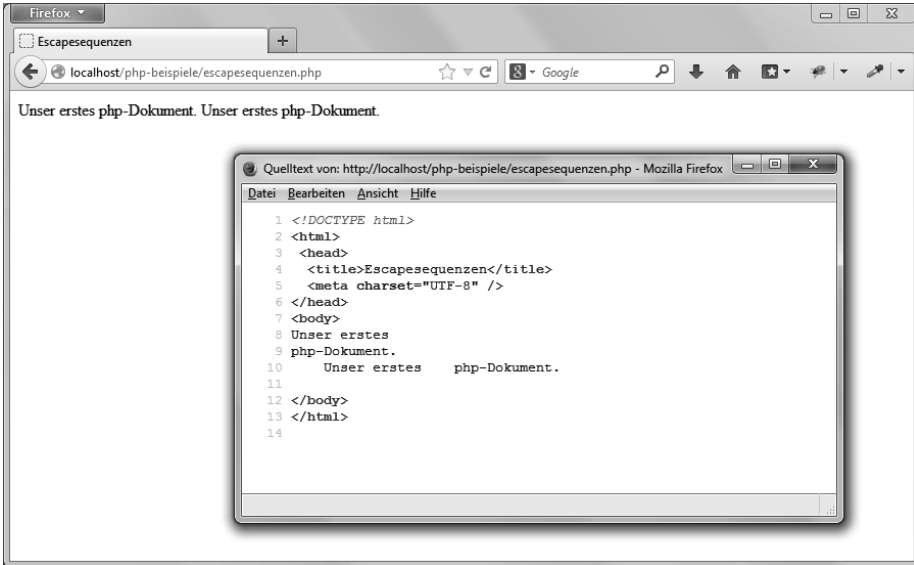 Firefox
Escapesequenzen
localhost/php-beispiele/escapesequenzen.php
8 Google
Unser erstes php-Dokument. Unser erstes php-Dokument.
Quelltext von: http://localhost/php-beispiele/escapesequenzen.php - Mozilla Firefox
Datei Bearbeiten Ansicht Hilfe
1 <!DOCTYPE html>
2 <html>
3 <head>
4 <title>Escapesequenzen</title>
5 <meta charset="UTF-8" />
6 </head>
7 <body>
8 Unser erstes
9 php-Dokument.
10 Unser erstes php-Dokument.
11
12 </body>
13 </html>
14